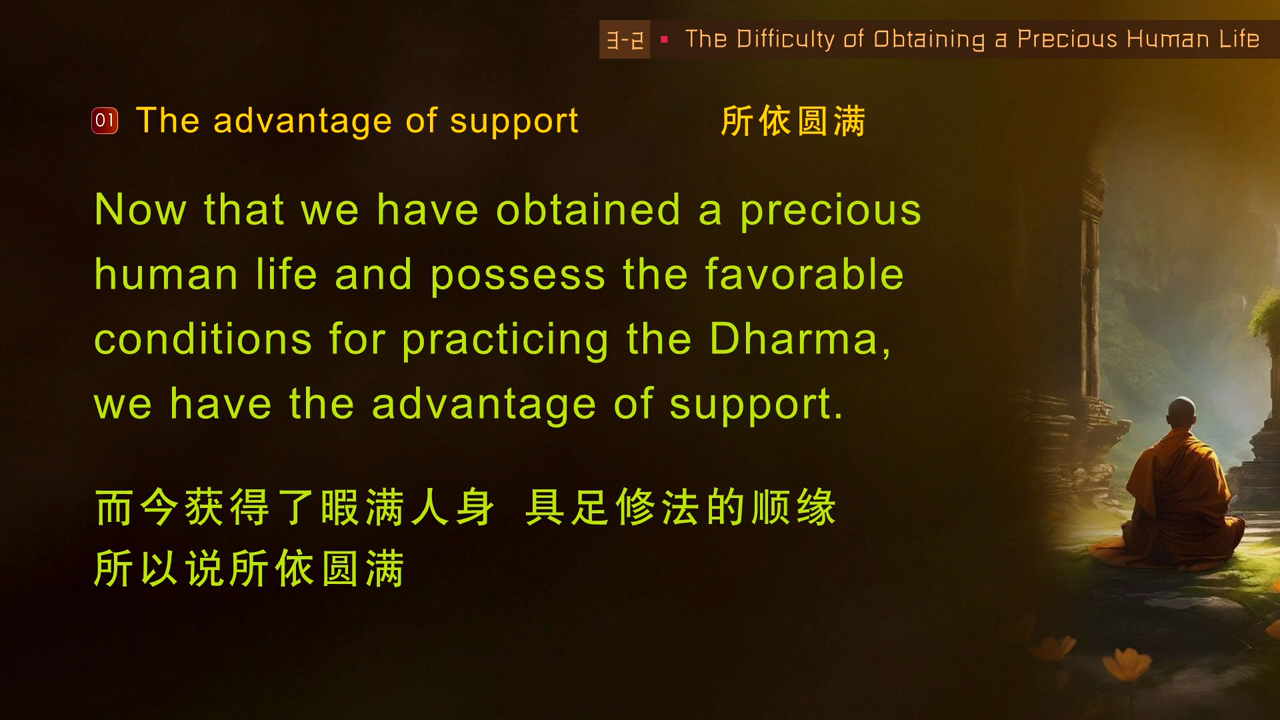 3-2 ▪ The Difficulty of Obtaining a Precious Human Life
01 The advantage of support 所依圆满
Now that we have obtained a precious
human life and possess the favorable
conditions for practicing the Dharma,
we have the advantage of support.
而今获得了暇满人身 具足修法的顺缘
所以说所依圆满